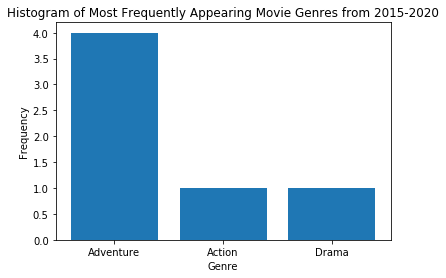 Histogram of Most Frequently Appearing Movie Genres from 2015-2020
4.0
3.5
3.0
2.5
2.0
1.5
1.0
0.5
0.0
Frequency
Adventure Action Drama
Genre